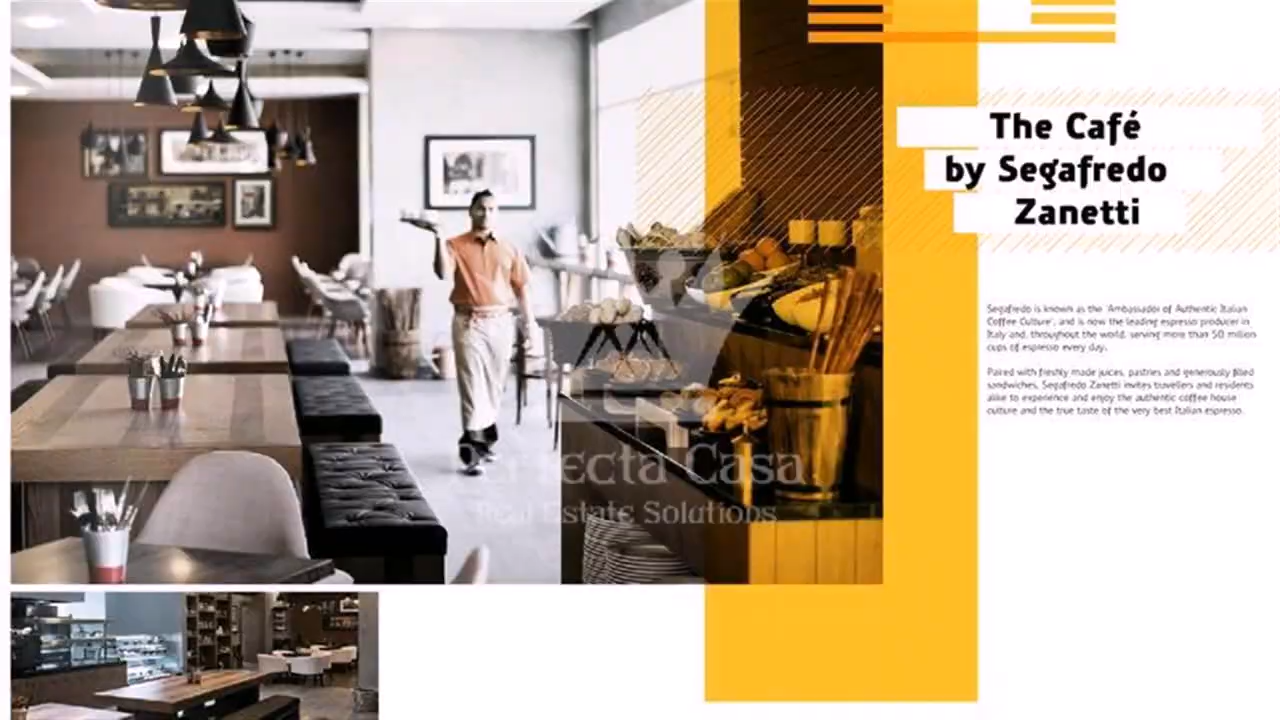 The Café
by Segafredo
Zanetti
Segafredo is known as the 'Ambassador of Authentic Italian
Coffee Culture', and is now the leading espresso producer in
Italy and, throughout the world, serving more than 50 million
cups of espresso every day.
Paired with freshly made juices, pastries and generously filled
sandwiches, Segafredo Zanetti invites travellers and residents
alike to experience and enjoy the authentic coffee house
culture and the true taste of the very best Italian espresso.
Perfecta Casa
Real Estate Solutions